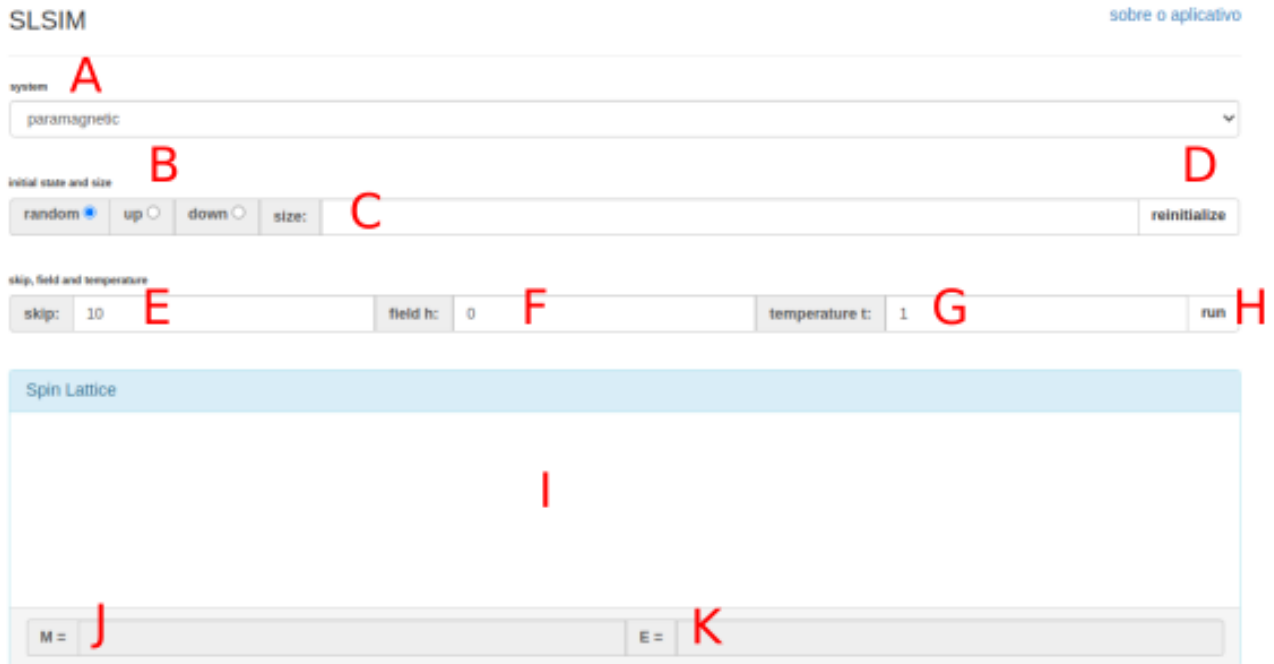 SLSIM sobre o aplicativo
system A
paramagnetic
B D
initial state and size
random up down size: C reinitialize
skip, field and temperature
skip: 10 E field h: 0 F temperature t: 1 G run H
Spin Lattice
I
M = J E = K